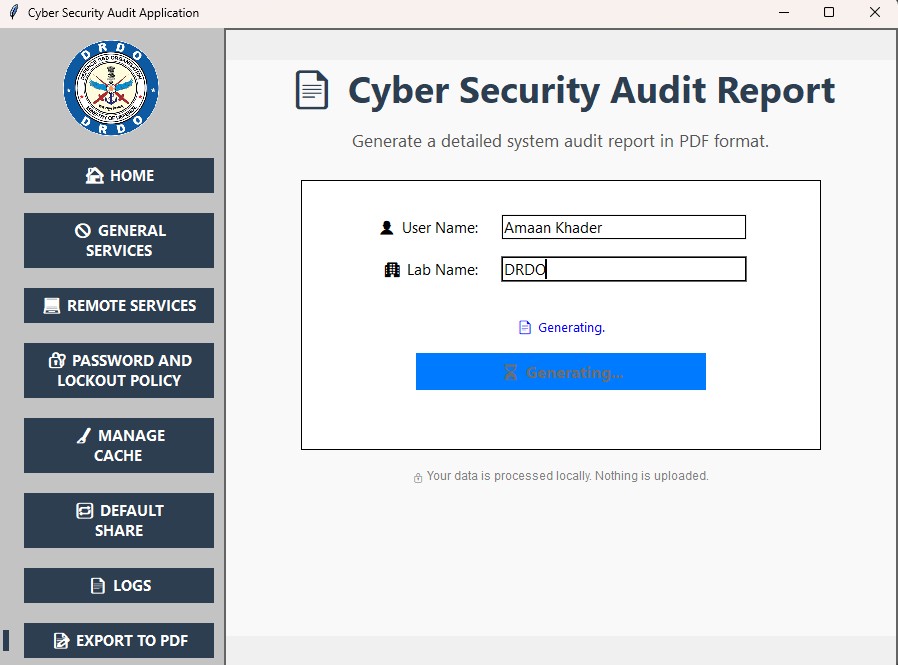 Cyber Security Audit Application
DRDO
DRDO
HOME
GENERAL
SERVICES
REMOTE SERVICES
PASSWORD AND
LOCKOUT POLICY
MANAGE
CACHE
DEFAULT
SHARE
LOGS
EXPORT TO PDF
Cyber Security Audit Report
Generate a detailed system audit report in PDF format.
User Name: Amaan Khader
Lab Name: DRDO
Generating.
Generating...
Your data is processed locally. Nothing is uploaded.